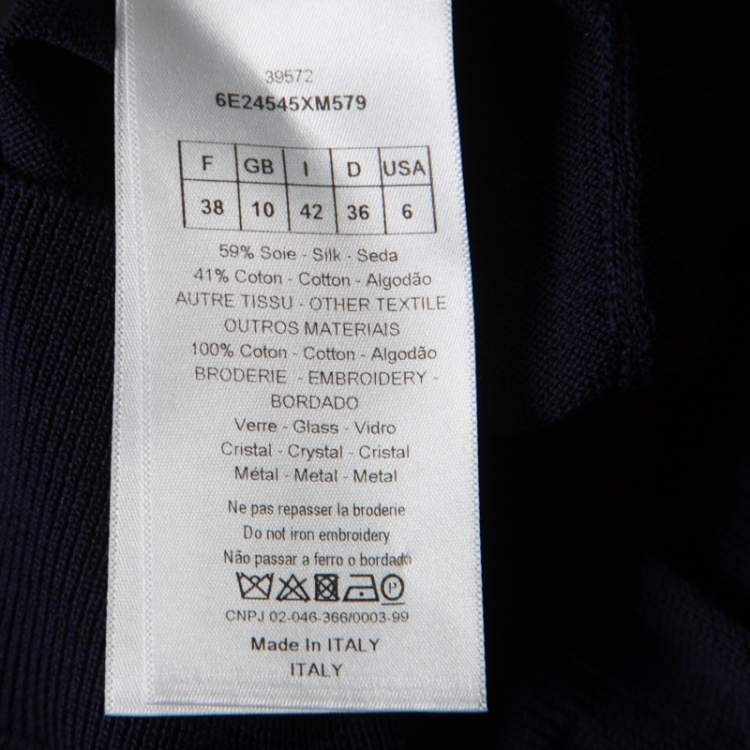 39572
6E24545XM579
F GB I D USA
38 10 42 36 6
59% Soie - Silk - Seda
41% Coton - Cotton - Algodão
AUTRE TISSU - OTHER TEXTILE
OUTROS MATERIAIS
100% Coton - Cotton - Algodão
BRODERIE - EMBROIDERY -
BORDADO
Verre - Glass - Vidro
Cristal - Crystal - Cristal
Métal - Metal - Metal
Ne pas repasser la broderie
Do not iron embroidery
Não passar a ferro o bordado
P
CNPJ 02-046-366/0003-99
Made In ITALY
ITALY